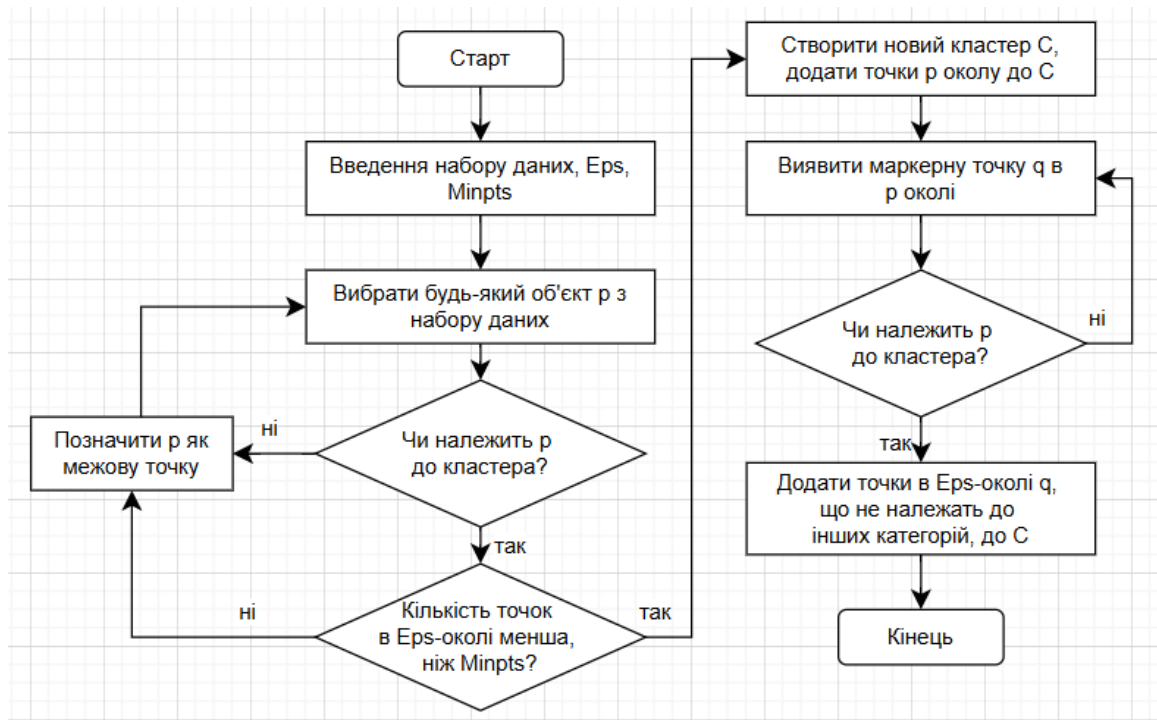 Старт
Введення набору даних, Eps,
Minpts
Вибрати будь-який об'єкт p з
набору даних
Чи належить p
до кластера?
ні
Позначити p як
межову точку
так
Кількість точок
в Eps-околі менша,
ніж Minpts?
ні
так
Створити новий кластер C,
додати точки p околу до C
Виявити маркерну точку q в
p околі
Чи належить p
до кластера?
ні
так
Додати точки в Eps-околі q,
що не належать до
інших категорій, до C
Кінець